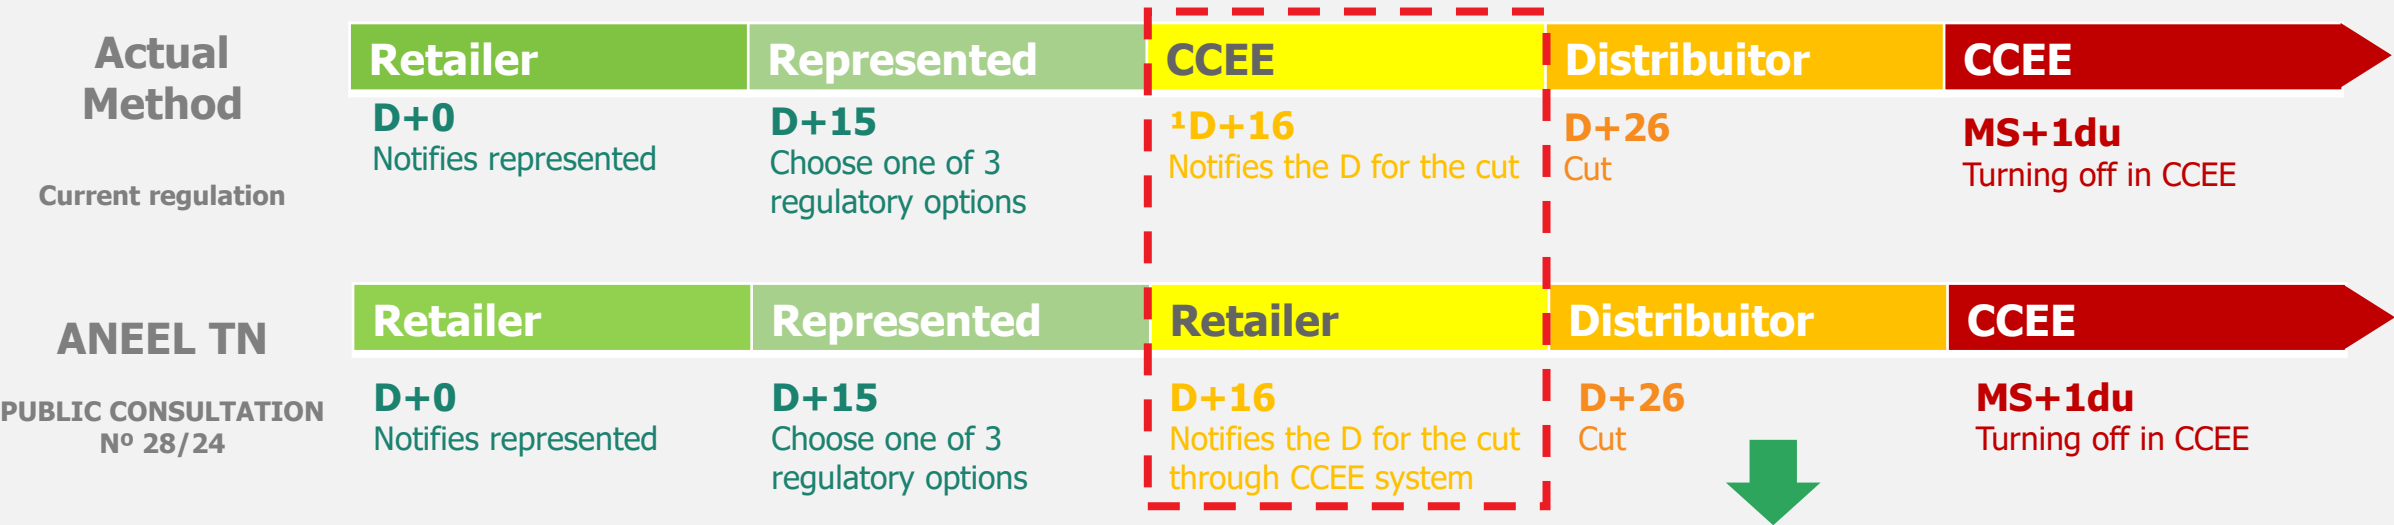 Actual
Method
Current regulation
Retailer
Represented
CCEE
Distribuitor
CCEE
D+0
Notifies represented
D+15
Choose one of 3
regulatory options
¹D+16
Notifies the D for the cut
D+26
Cut
MS+1du
Turning off in CCEE
ANEEL TN
PUBLIC CONSULTATION
Nº 28/24
Retailer
Represented
Retailer
Distribuitor
CCEE
D+0
Notifies represented
D+15
Choose one of 3
regulatory options
D+16
Notifies the D for the cut
through CCEE system
D+26
Cut
MS+1du
Turning off in CCEE